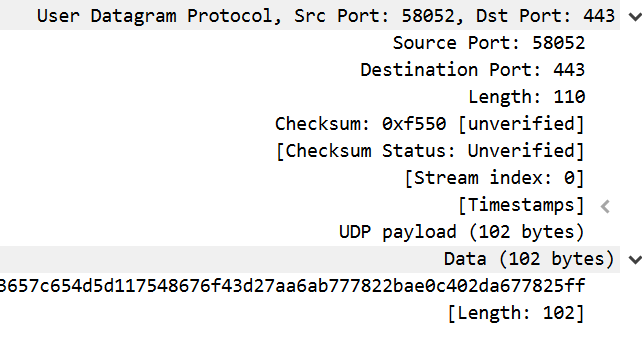 User Datagram Protocol, Src Port: 58052, Dst Port: 443
Source Port: 58052
Destination Port: 443
Length: 110
Checksum: 0xf550 [unverified]
[Checksum Status: Unverified]
[Stream index: 0]
[Timestamps]
UDP payload (102 bytes)
Data (102 bytes)
3657c654d5d117548676f43d27aa6ab777822bae0c402da677825ff
[Length: 102]